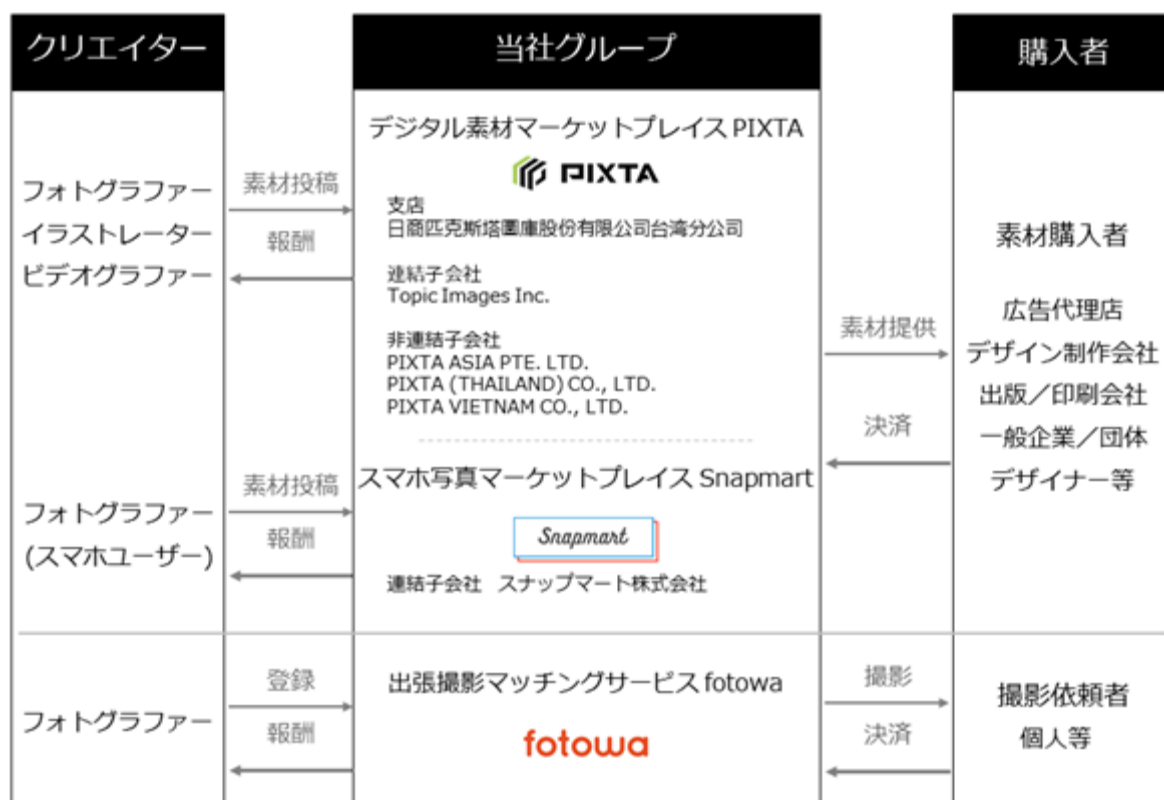 クリエイター
当社グループ
購入者
デジタル素材マーケットプレイス PIXTA
PIXTA
フォトグラファー
イラストレーター
ビデオグラファー
素材投稿
報酬
支店
日商匹克斯塔圖庫股份有限公司台湾分公司
連結子会社
Topic Images Inc.
非連結子会社
PIXTA ASIA PTE. LTD.
PIXTA (THAILAND) CO., LTD.
PIXTA VIETNAM CO., LTD.
素材提供
決済
素材購入者
広告代理店
デザイン制作会社
出版／印刷会社
一般企業／団体
デザイナー等
フォトグラファー
(スマホユーザー)
素材投稿
報酬
スマホ写真マーケットプレイス Snapmart
Snapmart
連結子会社 スナップマート株式会社
フォトグラファー
登録
報酬
出張撮影マッチングサービス fotowa
fotowa
撮影
決済
撮影依頼者
個人等